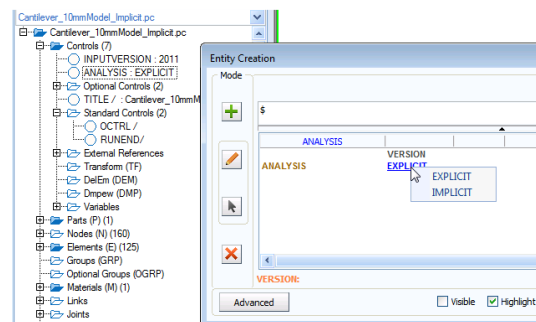 Cantilever_10mmModel_Implicit.pc
Cantilever_10mmModel_Implicit.pc
Controls (7)
INPUTVERSION : 2011
ANALYSIS : EXPLICIT
Optional Controls (2)
TITLE / : Cantilever_10mmM
Standard Controls (2)
OCTRL /
RUNEND/
External References
Transform (TF)
DelEm (DEM)
Dmpew (DMP)
Variables
Parts (P) (1)
Nodes (N) (160)
Elements (E) (125)
Groups (GRP)
Optional Groups (OGRP)
Materials (M) (1)
Links
Joints
Entity Creation
Mode
$
ANALYSIS
VERSION
ANALYSIS EXPLICIT
EXPLICIT
IMPLICIT
VERSION:
Advanced Visible Highlight